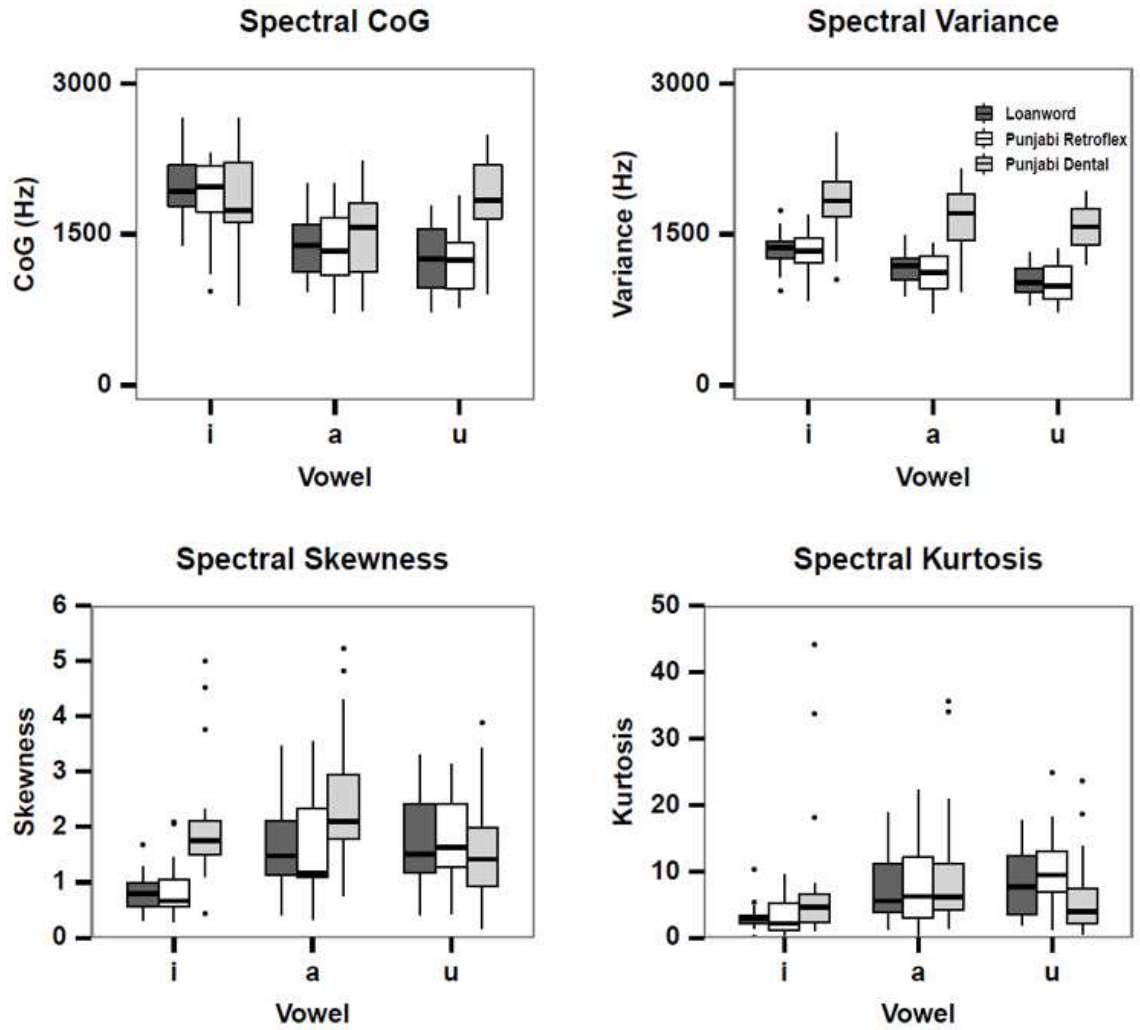 Spectral CoG
3000
1500
0
CoG (Hz)
i a u
Vowel
Spectral Variance
3000
1500
0
Variance (Hz)
Loanword
Punjabi Retroflex
Punjabi Dental
i a u
Vowel
Spectral Skewness
6
5
4
3
2
1
0
Skewness
i a u
Vowel
Spectral Kurtosis
50
40
30
20
10
0
Kurtosis
i a u
Vowel